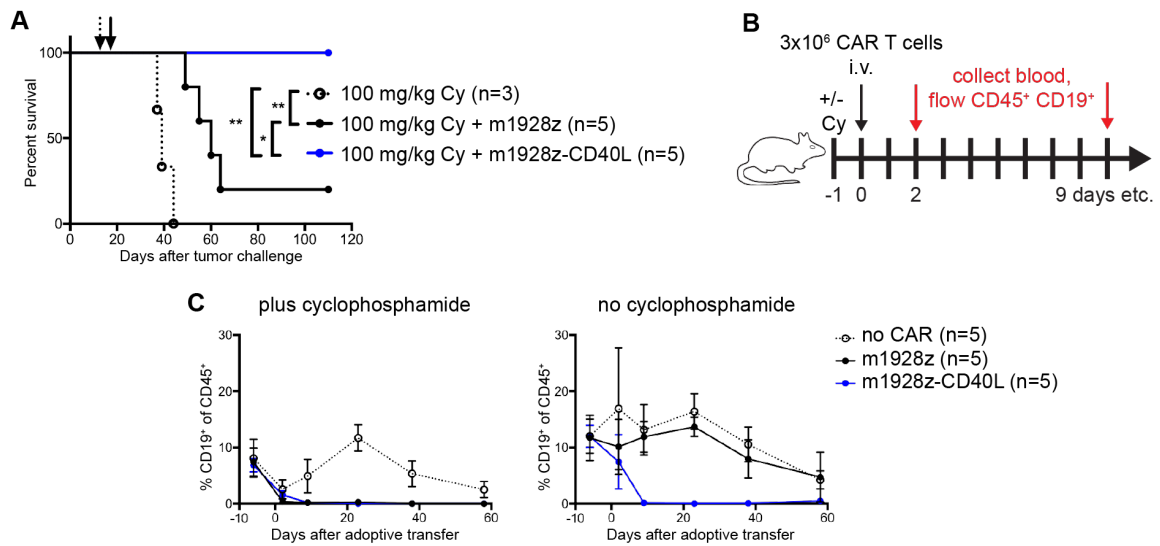 A
Percent survival
100
50
0
0 20 40 60 80 100 120
Days after tumor challenge
** * **
100 mg/kg Cy (n=3)
100 mg/kg Cy + m1928z (n=5)
100 mg/kg Cy + m1928z-CD40L (n=5)
B
3x10⁶ CAR T cells
i.v.
+/-
Cy
collect blood,
flow CD45⁺ CD19⁺
-1 0 2 9 days etc.
C
plus cyclophosphamide
% CD19⁺ of CD45⁺
30
20
10
0
-10 0 20 40 60
Days after adoptive transfer
no cyclophosphamide
% CD19⁺ of CD45⁺
30
20
10
0
-10 0 20 40 60
Days after adoptive transfer
no CAR (n=5)
m1928z (n=5)
m1928z-CD40L (n=5)